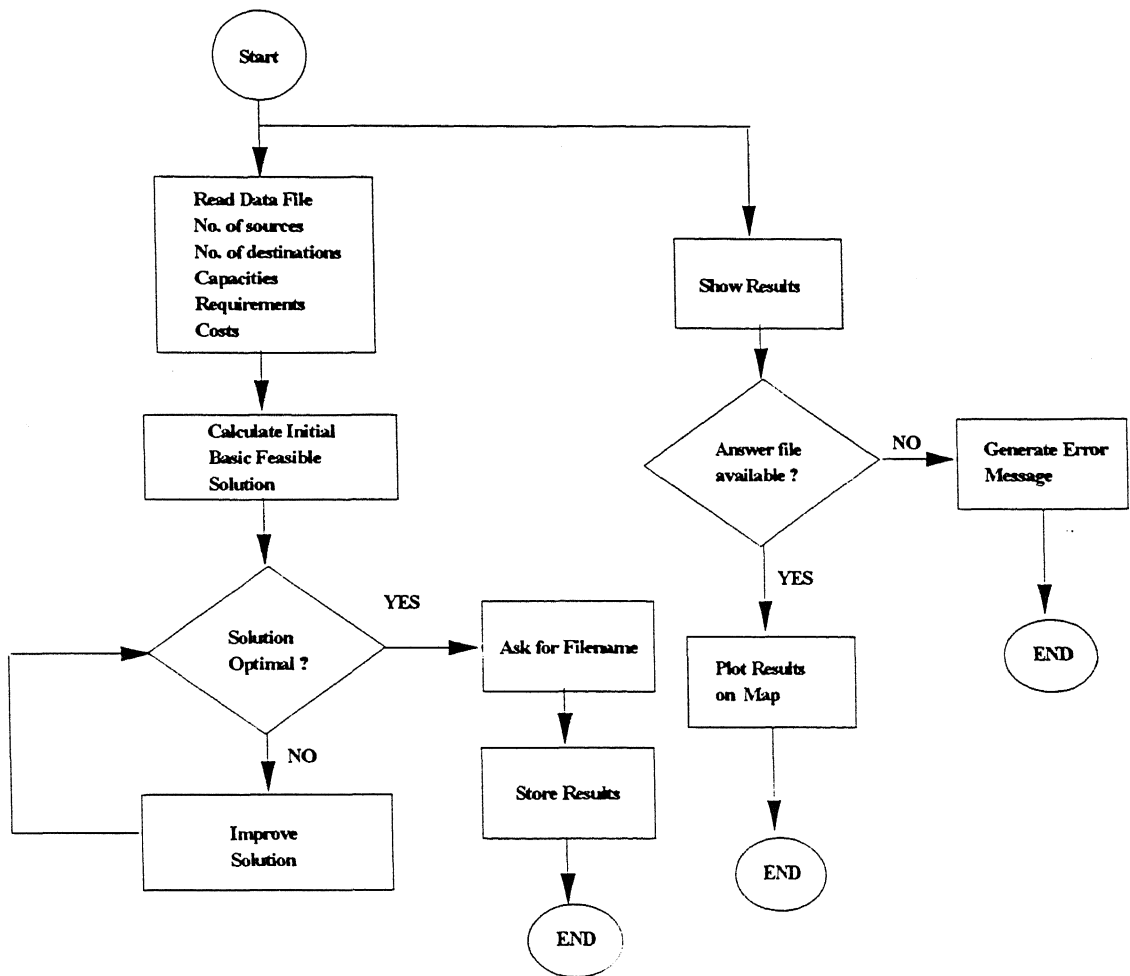 Start
Read Data File
No. of sources
No. of destinations
Capacities
Requirements
Costs
Calculate Initial
Basic Feasible
Solution
Solution
Optimal ?
YES
NO
Improve
Solution
Ask for Filename
Store Results
END
Show Results
Answer file
available ?
NO
Generate Error
Message
END
YES
Plot Results
on Map
END